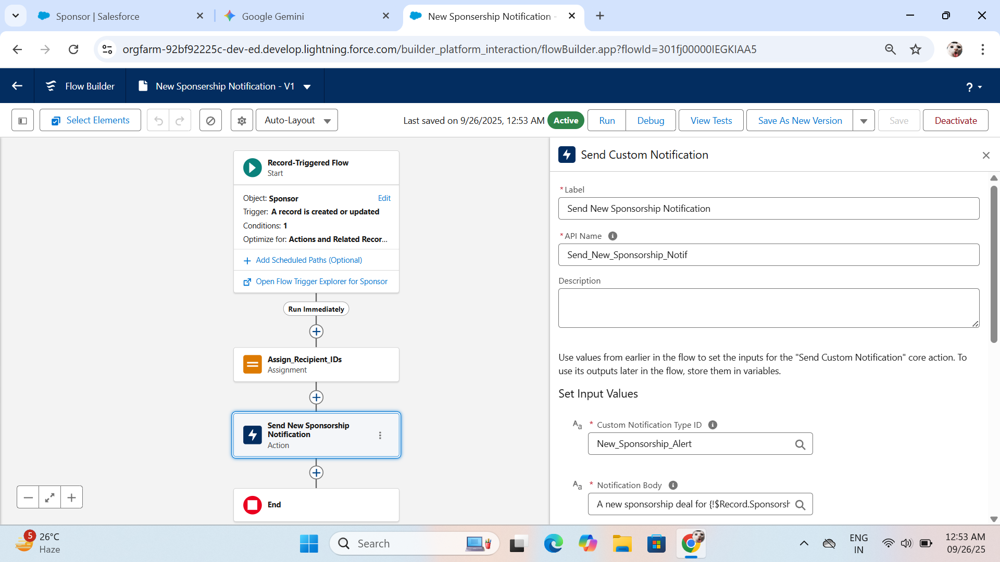 Sponsor | Salesforce
Google Gemini
New Sponsership Notification -
orgfarm-92bf92225c-dev-ed.develop.lightning.force.com/builder_platform_interaction/flowBuilder.app?flowId=301fj00000IEGKIAA5
Flow Builder
New Sponsership Notification - V1
?
Select Elements
Auto-Layout
Last saved on 9/26/2025, 12:53 AM
Active
Run
Debug
View Tests
Save As New Version
Save
Deactivate
Record-Triggered Flow
Start
Object: Sponsor
Edit
Trigger: A record is created or updated
Conditions: 1
Optimize for: Actions and Related Recor...
Add Scheduled Paths (Optional)
Open Flow Trigger Explorer for Sponsor
Run Immediately
Assign_Recipient_IDs
Assignment
Send New Sponsorship
Notification
Action
End
Send Custom Notification
*Label
Send New Sponsorship Notification
*API Name
Send_New_Sponsorship_Notif
Description
Use values from earlier in the flow to set the inputs for the "Send Custom Notification" core action. To
use its outputs later in the flow, store them in variables.
Set Input Values
Aa * Custom Notification Type ID
New_Sponsorship_Alert
Aa * Notification Body
A new sponsorship deal for {!$Record.Sponsorsh
5
26°C
Haze
Search
ENG
IN
12:53 AM
09/26/25